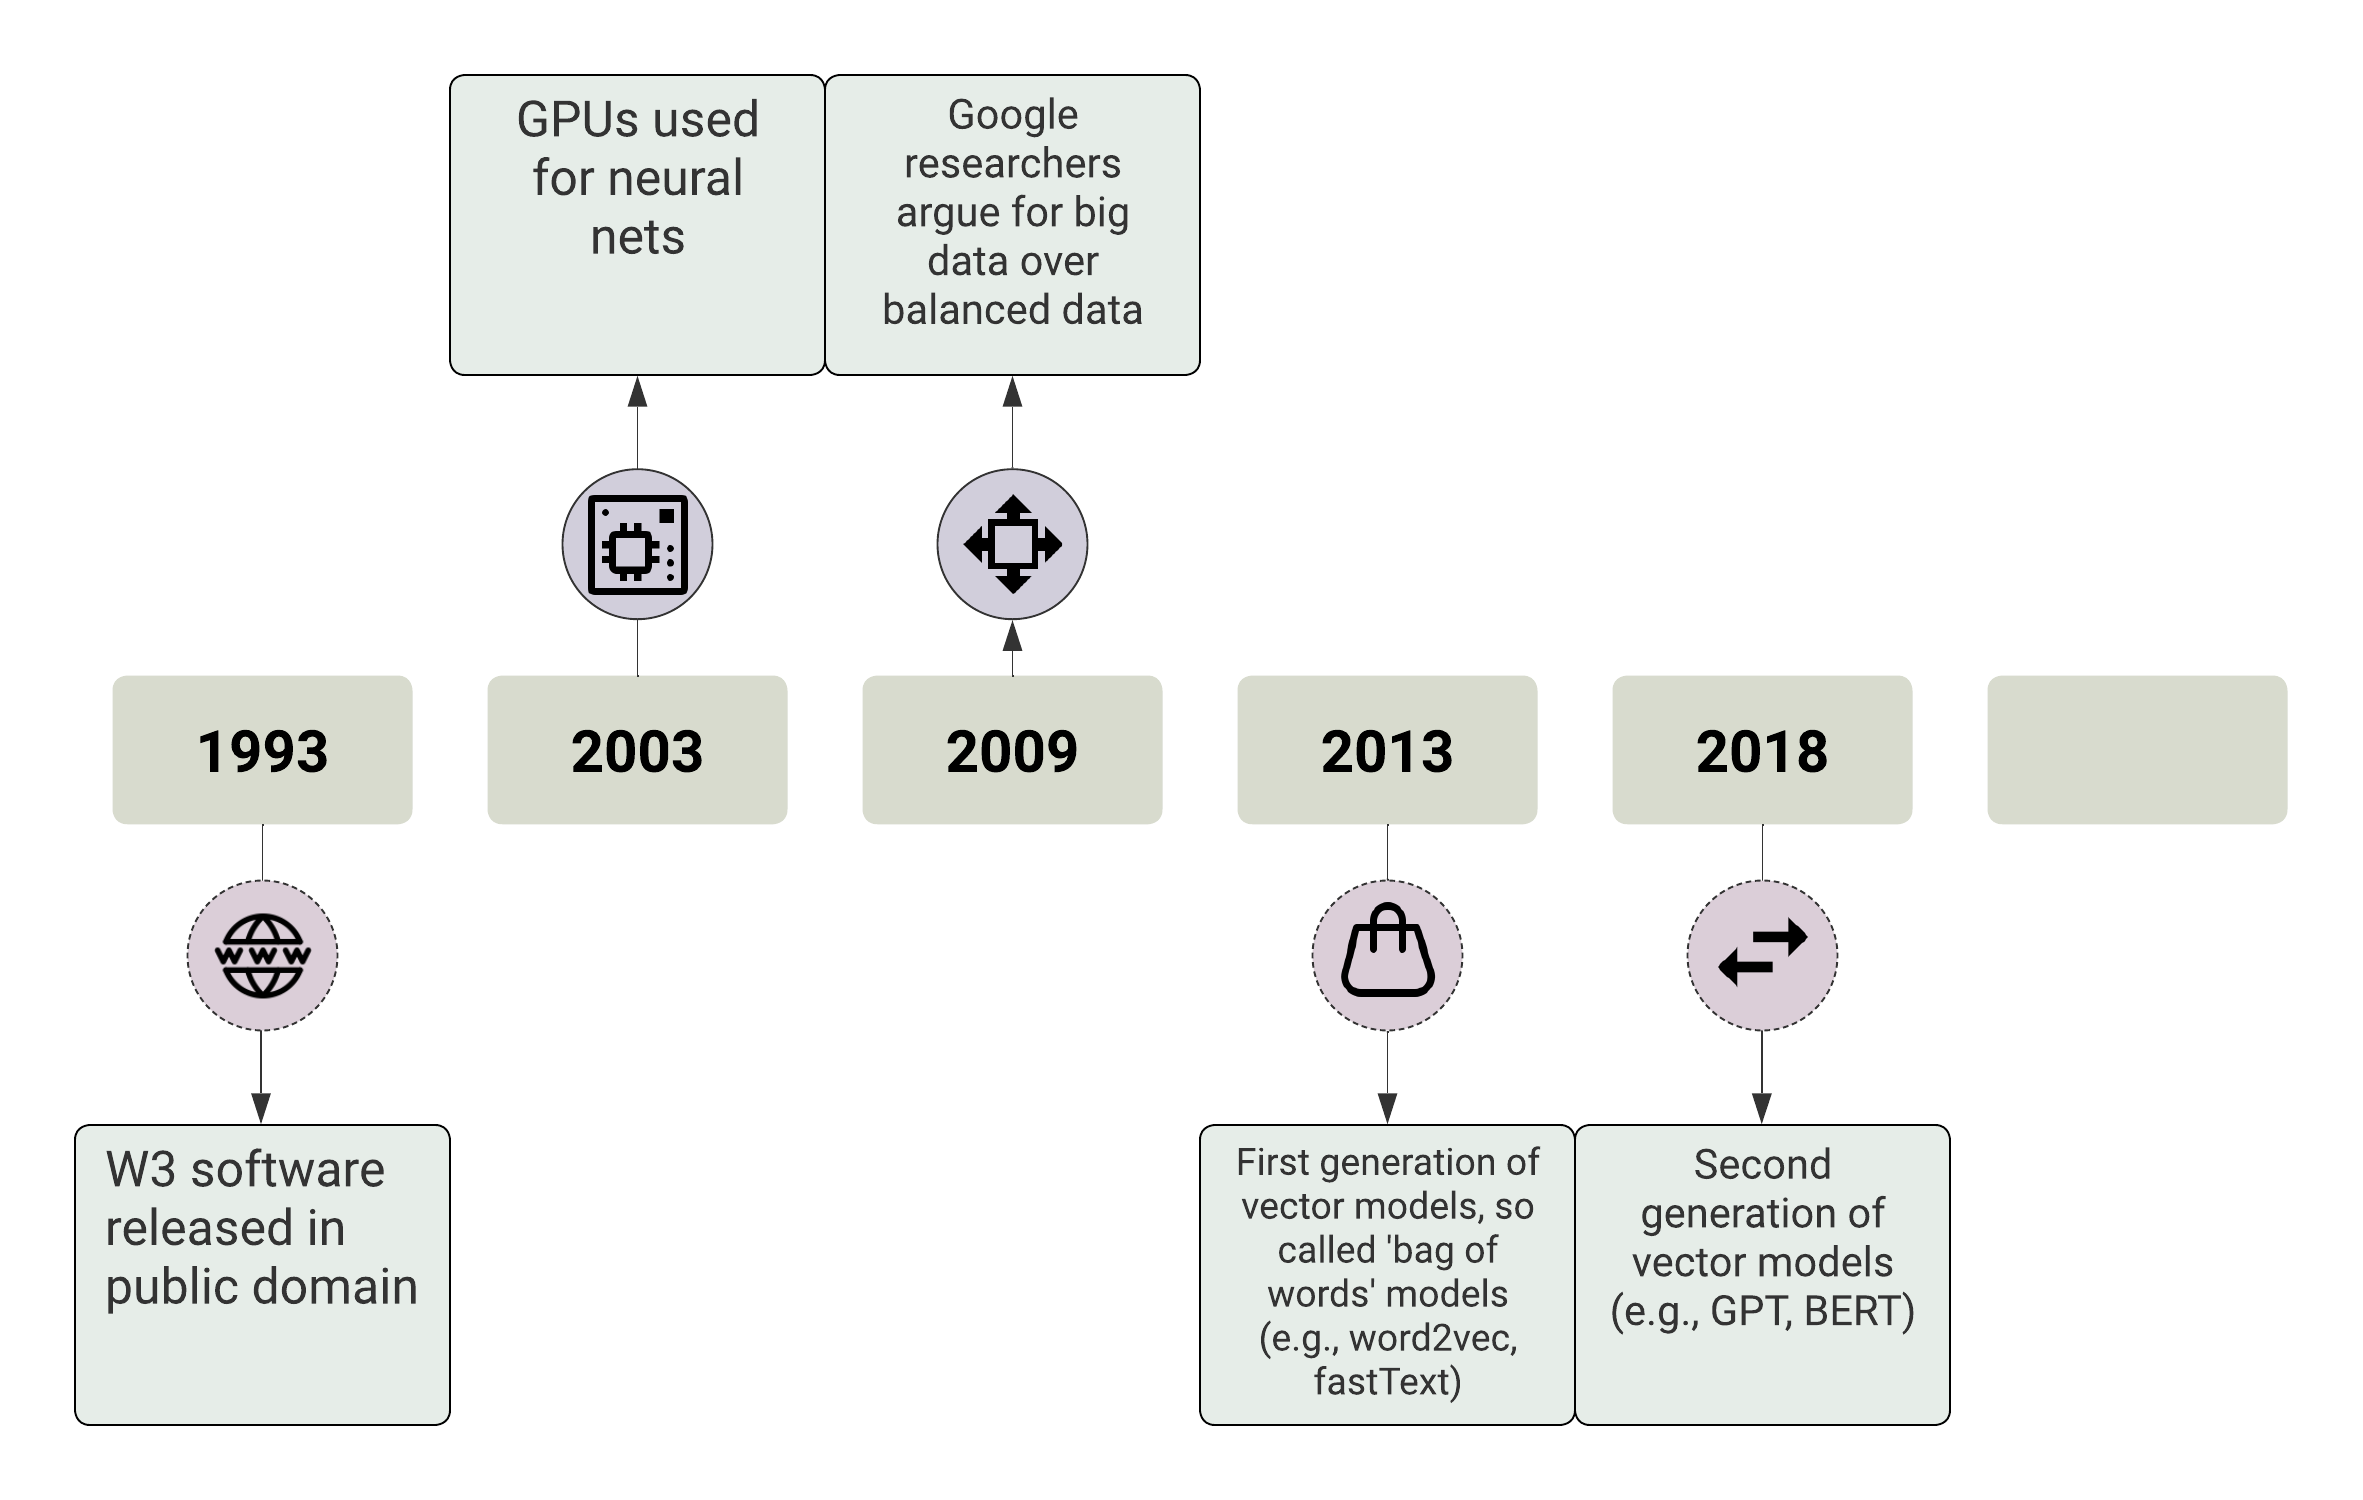 GPUs used
for neural
nets
Google
researchers
argue for big
data over
balanced data
1993
2003
2009
2013
2018
WWW
W3 software
released in
public domain
First generation of
vector models, so
called 'bag of
words' models
(e.g., word2vec,
fastText)
Second
generation of
vector models
(e.g., GPT, BERT)